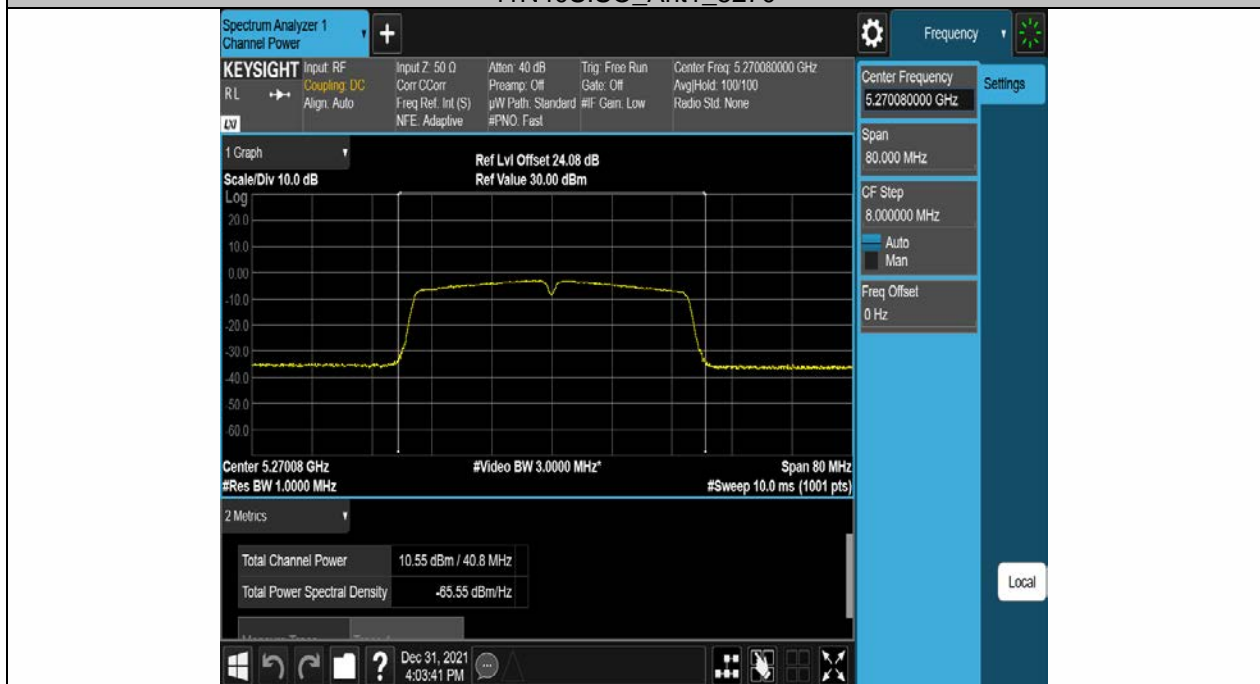 Spectrum Analyzer 1
Channel Power
+
Frequency
KEYSIGHT
RL
LXI
Input: RF
Coupling: DC
Align: Auto
Input Z: 50 Ω
Corr CCorr
Freq Ref: Int (S)
NFE: Adaptive
Atten: 40 dB
Preamp: Off
µW Path: Standard
#PNO: Fast
Trig: Free Run
Gate: Off
#IF Gain: Low
Center Freq: 5.270080000 GHz
Avg|Hold: 100/100
Radio Std: None
Center Frequency
5.270080000 GHz
Settings
Span
80.000 MHz
CF Step
8.000000 MHz
Auto
Man
Freq Offset
0 Hz
Local
1 Graph
Scale/Div 10.0 dB
Ref Lvl Offset 24.08 dB
Ref Value 30.00 dBm
Log
20.0
10.0
0.00
-10.0
-20.0
-30.0
-40.0
-50.0
-60.0
Center 5.27008 GHz
#Video BW 3.0000 MHz*
Span 80 MHz
#Res BW 1.0000 MHz
#Sweep 10.0 ms (1001 pts)
2 Metrics
Total Channel Power 10.55 dBm / 40.8 MHz
Total Power Spectral Density -65.55 dBm/Hz
?
Dec 31, 2021
4:03:41 PM